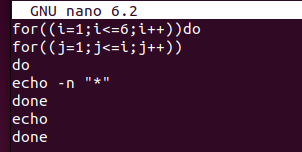 GNU nano 6.2
for((i=1;i<=6;i++))do
for((j=1;j<=i;j++))
do
echo -n "*"
done
echo
done